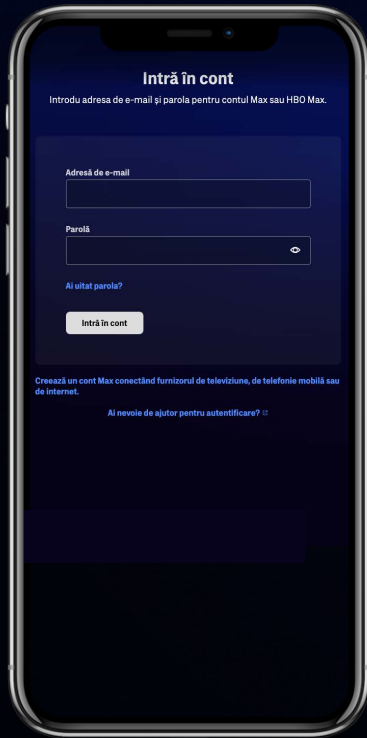 Intră în cont
Introdu adresa de e-mail și parola pentru contul Max sau HBO Max.
Adresă de e-mail
Parolă
Ai uitat parola?
Intră în cont
Creează un cont Max conectând furnizorul de televiziune, de telefonie mobilă sau
de internet.
Ai nevoie de ajutor pentru autentificare?